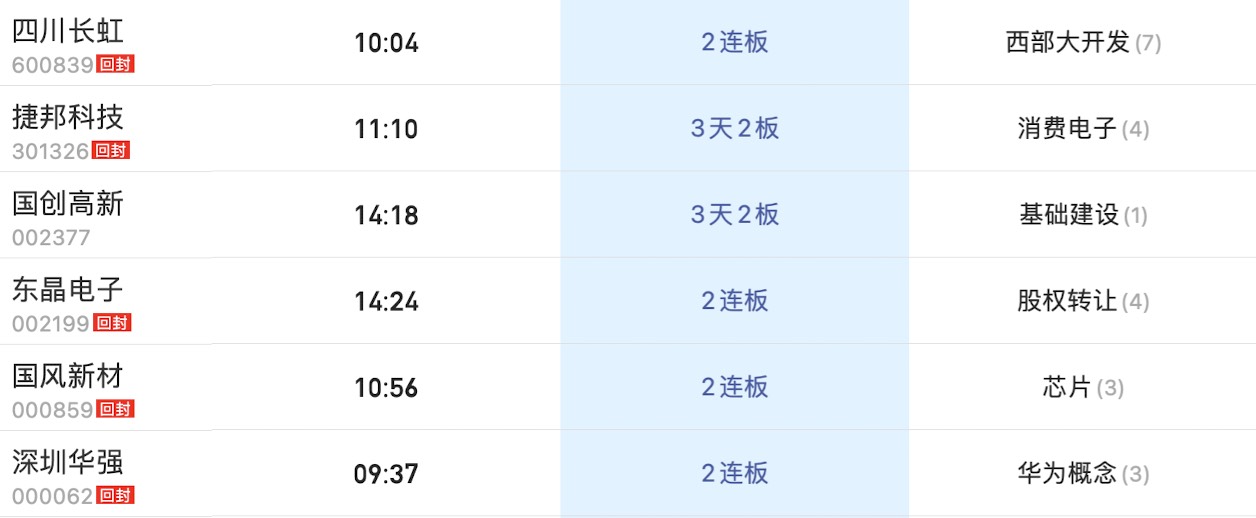 四川长虹
10:04 2连板 西部大开发(7)
600839 回封
捷邦科技
11:10 3天2板 消费电子(4)
301326 回封
国创高新
14:18 3天2板 基础建设(1)
002377
东晶电子
14:24 2连板 股权转让(4)
002199 回封
国风新材
10:56 2连板 芯片(3)
000859 回封
深圳华强
09:37 2连板 华为概念(3)
000062 回封